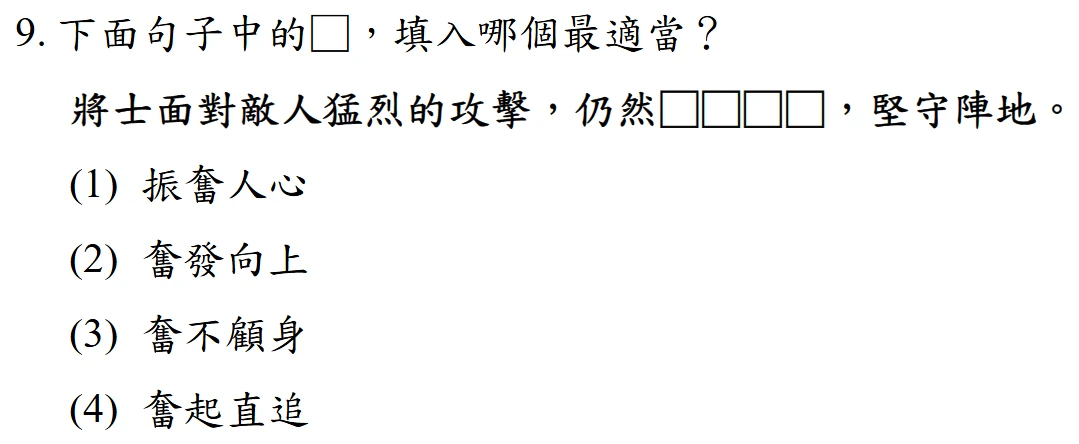 9. 下面句子中的□，填入哪個最適當？
將士面對敵人猛烈的攻擊，仍然□□□□，堅守陣地。
(1) 振奮人心
(2) 奮發向上
(3) 奮不顧身
(4) 奮起直追